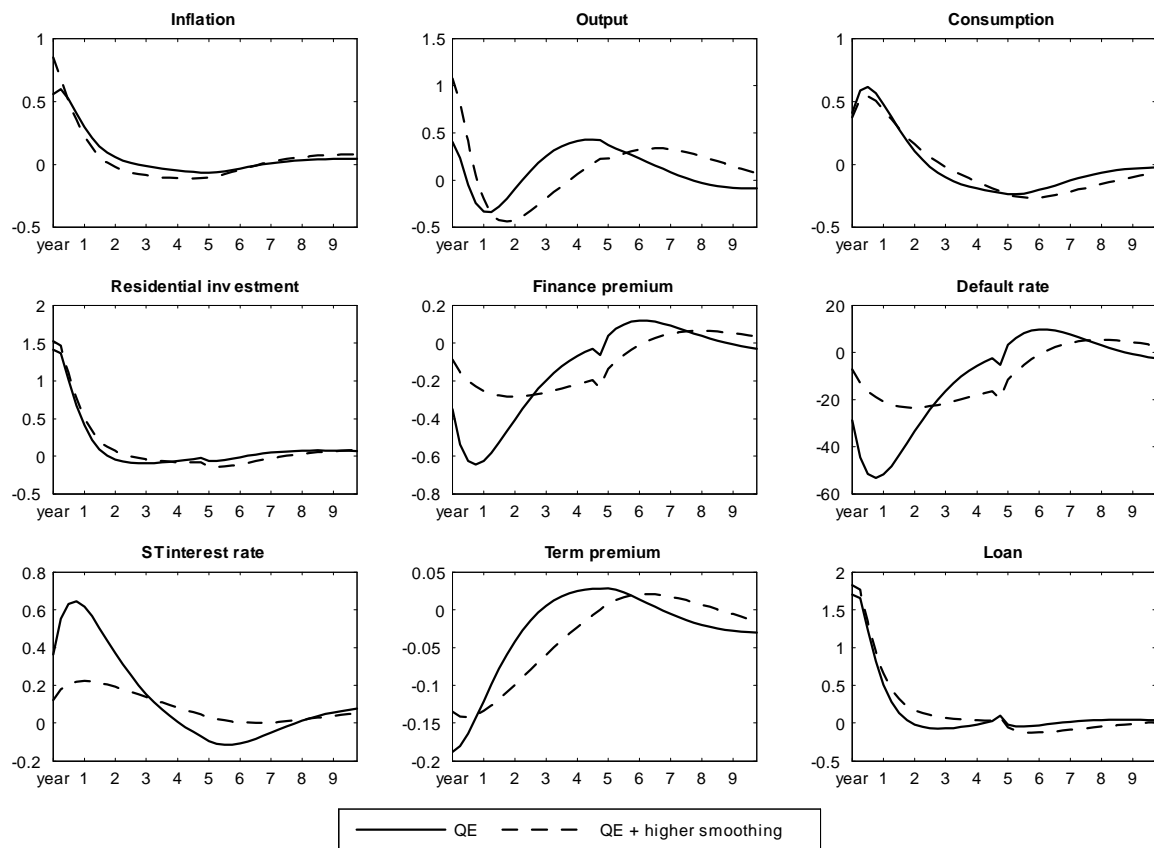 Inflation Output Consumption
1 1.5 1
1
0.5 0.5
0.5
0 0 0
-0.5 -0.5 -0.5
year 1 2 3 4 5 6 7 8 9 year 1 2 3 4 5 6 7 8 9 year 1 2 3 4 5 6 7 8 9
Residential investment Finance premium Default rate
2 0.2 20
1.5 0 0
1 -0.2 -20
0.5 -0.4
0 -0.6 -40
-0.5 -0.8 -60
year 1 2 3 4 5 6 7 8 9 year 1 2 3 4 5 6 7 8 9 year 1 2 3 4 5 6 7 8 9
ST interest rate Term premium Loan
0.8 0.05 2
0.6 0 1.5
0.4 -0.05 1
0.2 -0.1 0.5
0 -0.15 0
-0.2 -0.2 -0.5
year 1 2 3 4 5 6 7 8 9 year 1 2 3 4 5 6 7 8 9 year 1 2 3 4 5 6 7 8 9
QE QE + higher smoothing